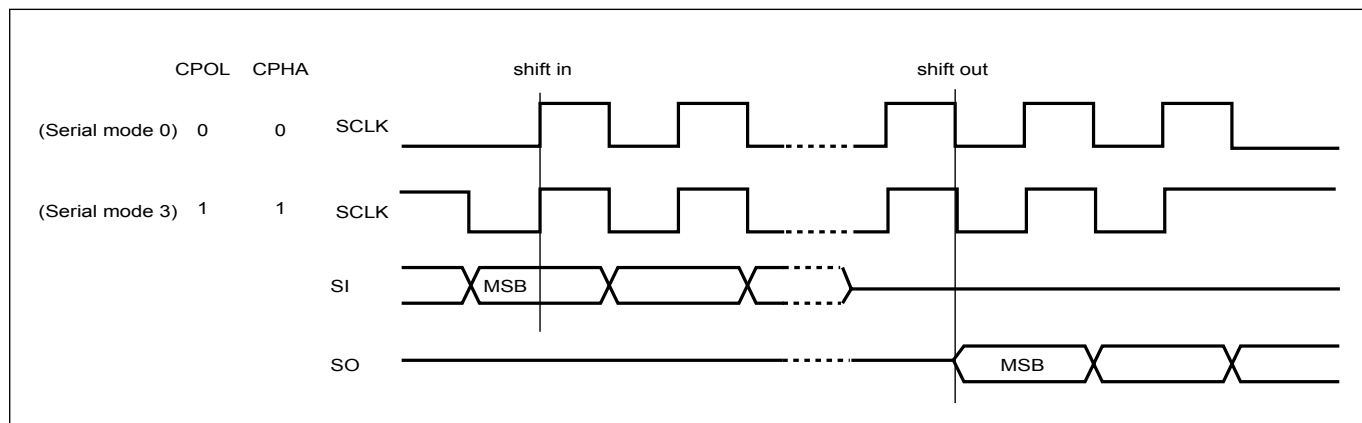 CPOL CPHA shift in shift out
(Serial mode 0) 0 0 SCLK
(Serial mode 3) 1 1 SCLK
SI MSB
SO MSB